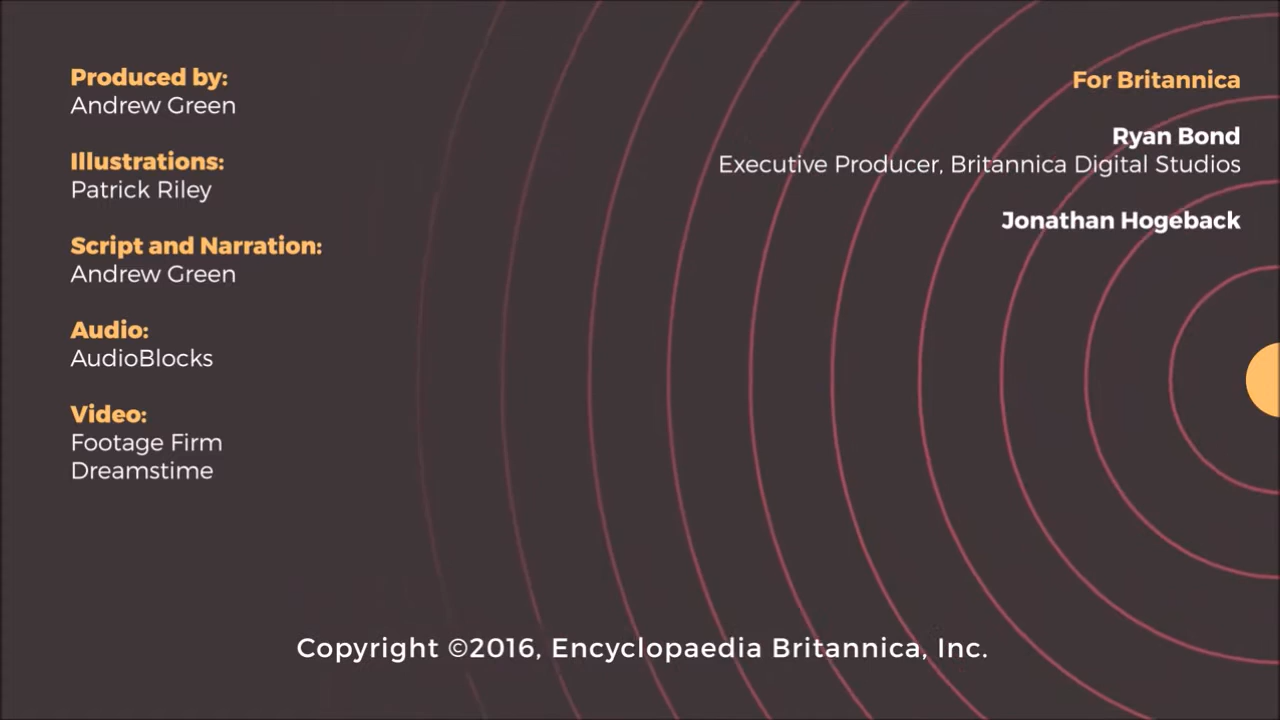 Produced by:
Andrew Green
Illustrations:
Patrick Riley
Script and Narration:
Andrew Green
Audio:
AudioBlocks
Video:
Footage Firm
Dreamstime
For Britannica
Ryan Bond
Executive Producer, Britannica Digital Studios
Jonathan Hogeback
Copyright ©2016, Encyclopaedia Britannica, Inc.